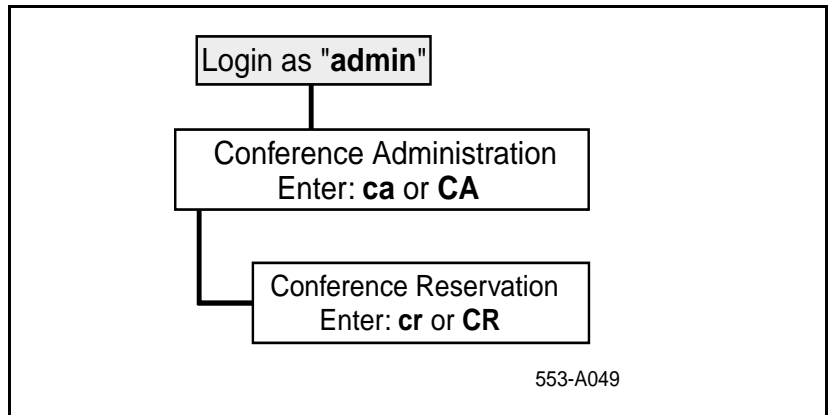 Login as "admin"
Conference Administration
Enter: ca or CA
Conference Reservation
Enter: cr or CR
553-A049